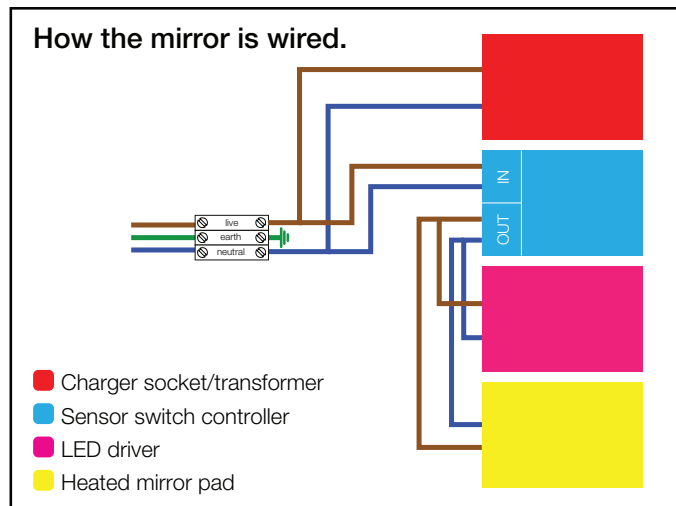 How the mirror is wired.
IN
live
earth
OUT
neutral
Charger socket/transformer
Sensor switch controller
LED driver
Heated mirror pad